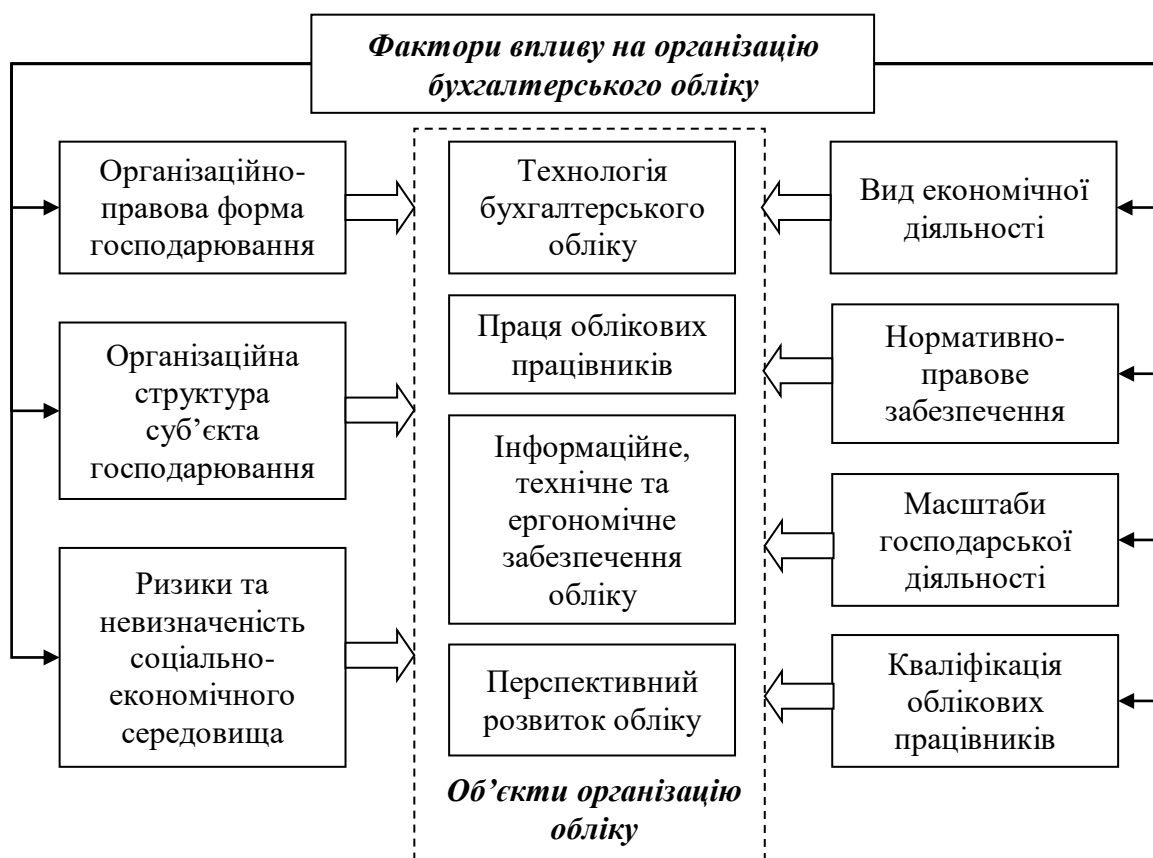 Фактори впливу на організацію
бухгалтерського обліку
Організаційно-
правова форма
господарювання
Організаційна
структура
суб’єкта
господарювання
Ризики та
невизначеність
соціально-
економічного
середовища
Технологія
бухгалтерського
обліку
Праця облікових
працівників
Інформаційне,
технічне та
ергономічне
забезпечення
обліку
Перспективний
розвиток обліку
Об’єкти організацію
обліку
Вид економічної
діяльності
Нормативно-
правове
забезпечення
Масштаби
господарської
діяльності
Кваліфікація
облікових
працівників